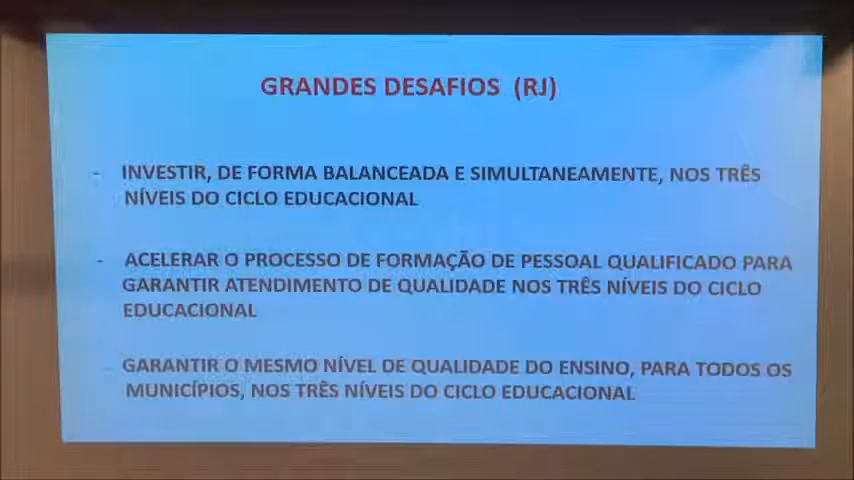 GRANDES DESAFIOS (RJ)
- INVESTIR, DE FORMA BALANCEADA E SIMULTANEAMENTE, NOS TRÊS
NÍVEIS DO CICLO EDUCACIONAL
- ACELERAR O PROCESSO DE FORMAÇÃO DE PESSOAL QUALIFICADO PARA
GARANTIR ATENDIMENTO DE QUALIDADE NOS TRÊS NÍVEIS DO CICLO
EDUCACIONAL
- GARANTIR O MESMO NÍVEL DE QUALIDADE DO ENSINO, PARA TODOS OS
MUNICÍPIOS, NOS TRÊS NÍVEIS DO CICLO EDUCACIONAL